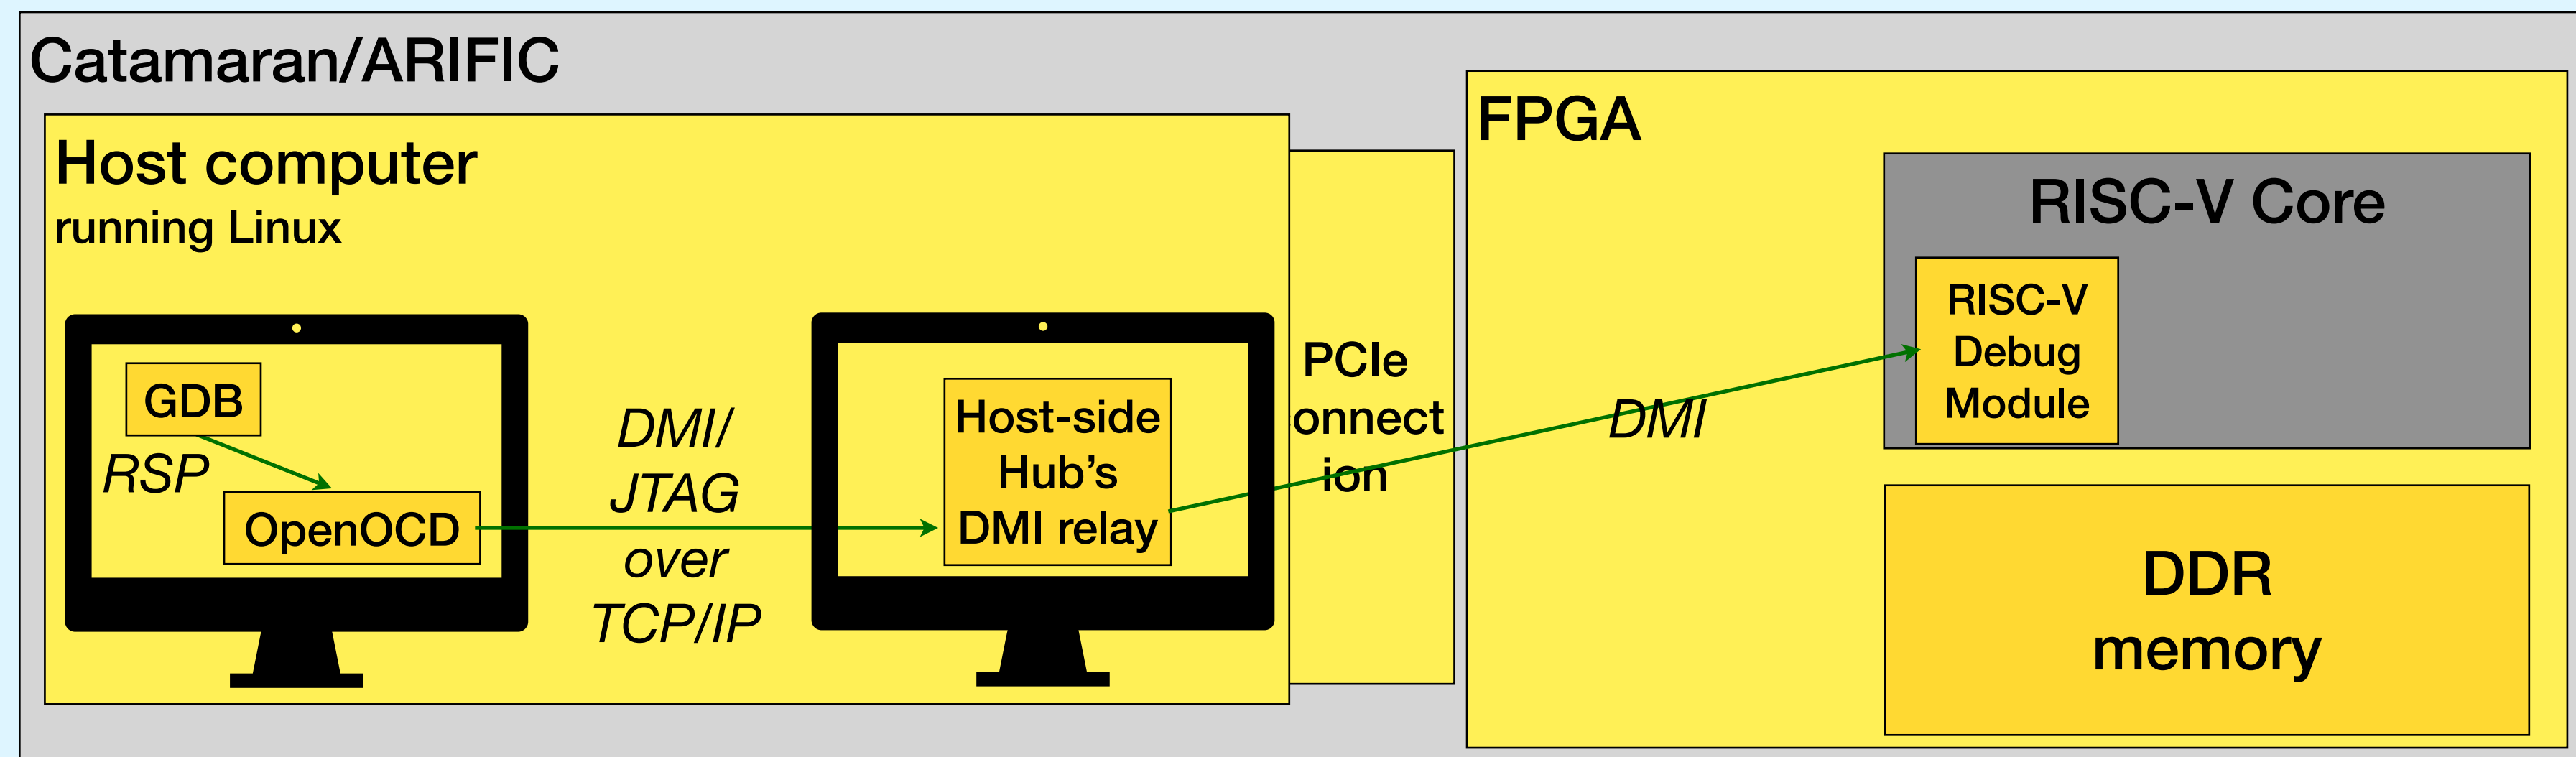 Catamaran/ARIFIC
Host computer
running Linux
GDB
RSP
OpenOCD
DMI/
JTAG
over
TCP/IP
Host-side
Hub’s
DMI relay
PCIe
onnect
ion
FPGA
DMI
RISC-V Core
RISC-V
Debug
Module
DDR
memory